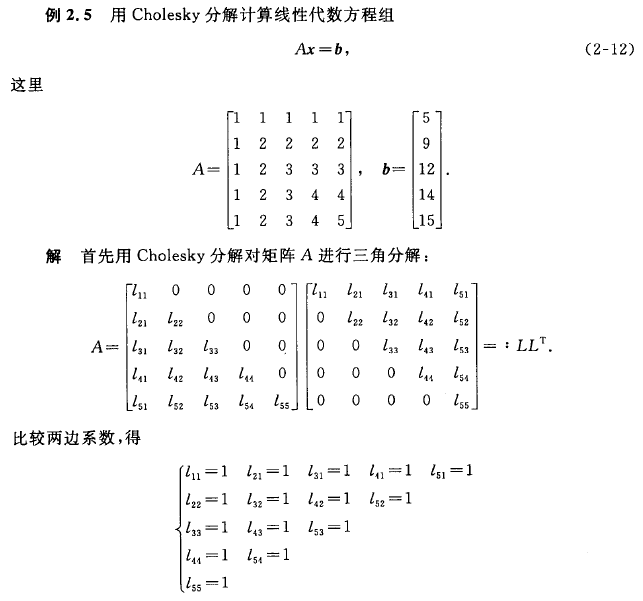 例 2.5 用 Cholesky 分解计算线性代数方程组
Ax=b, (2-12)
这里
A=[1 1 1 1 1
1 2 2 2 2
1 2 3 3 3
1 2 3 4 4
1 2 3 4 5], b=[5
9
12
14
15].
解 首先用 Cholesky 分解对矩阵 A 进行三角分解:
A=[l₁₁ 0 0 0 0
l₂₁ l₂₂ 0 0 0
l₃₁ l₃₂ l₃₃ 0 0
l₄₁ l₄₂ l₄₃ l₄₄ 0
l₅₁ l₅₂ l₅₃ l₅₄ l₅₅] [l₁₁ l₂₁ l₃₁ l₄₁ l₅₁
0 l₂₂ l₃₂ l₄₂ l₅₂
0 0 l₃₃ l₄₃ l₅₃
0 0 0 l₄₄ l₅₄
0 0 0 0 l₅₅] =:LLᵀ.
比较两边系数,得
{l₁₁=1 l₂₁=1 l₃₁=1 l₄₁=1 l₅₁=1
l₂₂=1 l₃₂=1 l₄₂=1 l₅₂=1
l₃₃=1 l₄₃=1 l₅₃=1
l₄₄=1 l₅₄=1
l₅₅=1